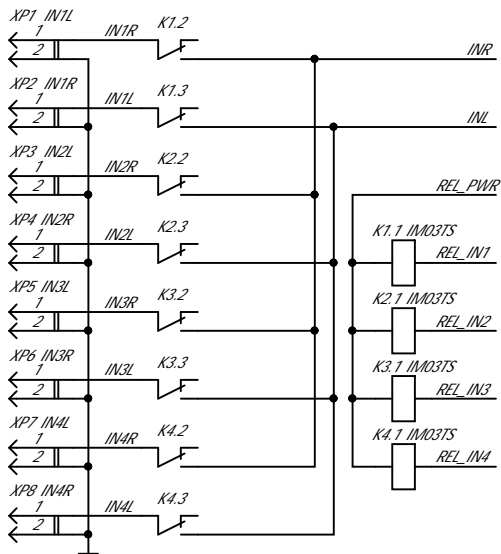 XP1 IN1L
1 IN1R K1.2 INR
2
XP2 IN1R
1 IN1L K1.3 INL
2
XP3 IN2L
1 IN2R K2.2 REL_PWR
2
XP4 IN2R
1 IN2L K2.3 K1.1 IM03TS
2 REL_IN1
XP5 IN3L
1 IN3R K3.2 K2.1 IM03TS
2 REL_IN2
XP6 IN3R
1 IN3L K3.3 K3.1 IM03TS
2 REL_IN3
XP7 IN4L
1 IN4R K4.2 K4.1 IM03TS
2 REL_IN4
XP8 IN4R
1 IN4L K4.3
2